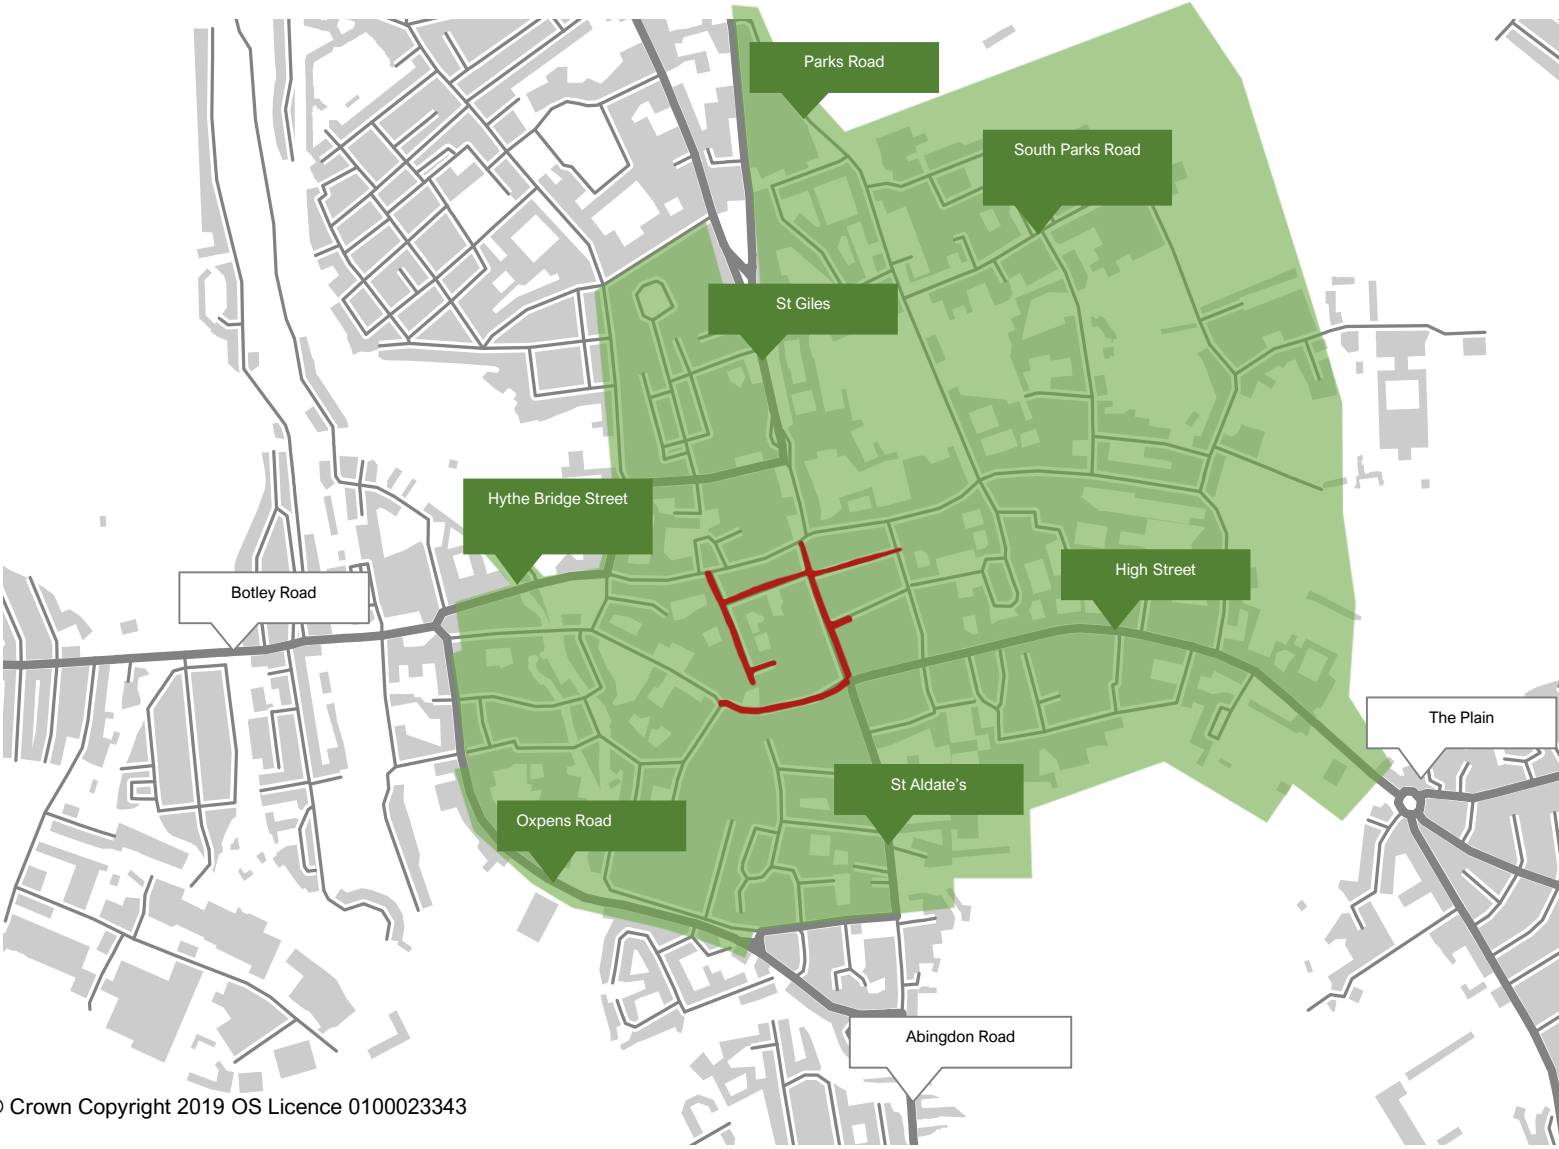 Parks Road
South Parks Road
St Giles
Hythe Bridge Street
High Street
Botley Road
The Plain
St Aldate's
Oxpens Road
Abingdon Road
© Crown Copyright 2019 OS Licence 0100023343